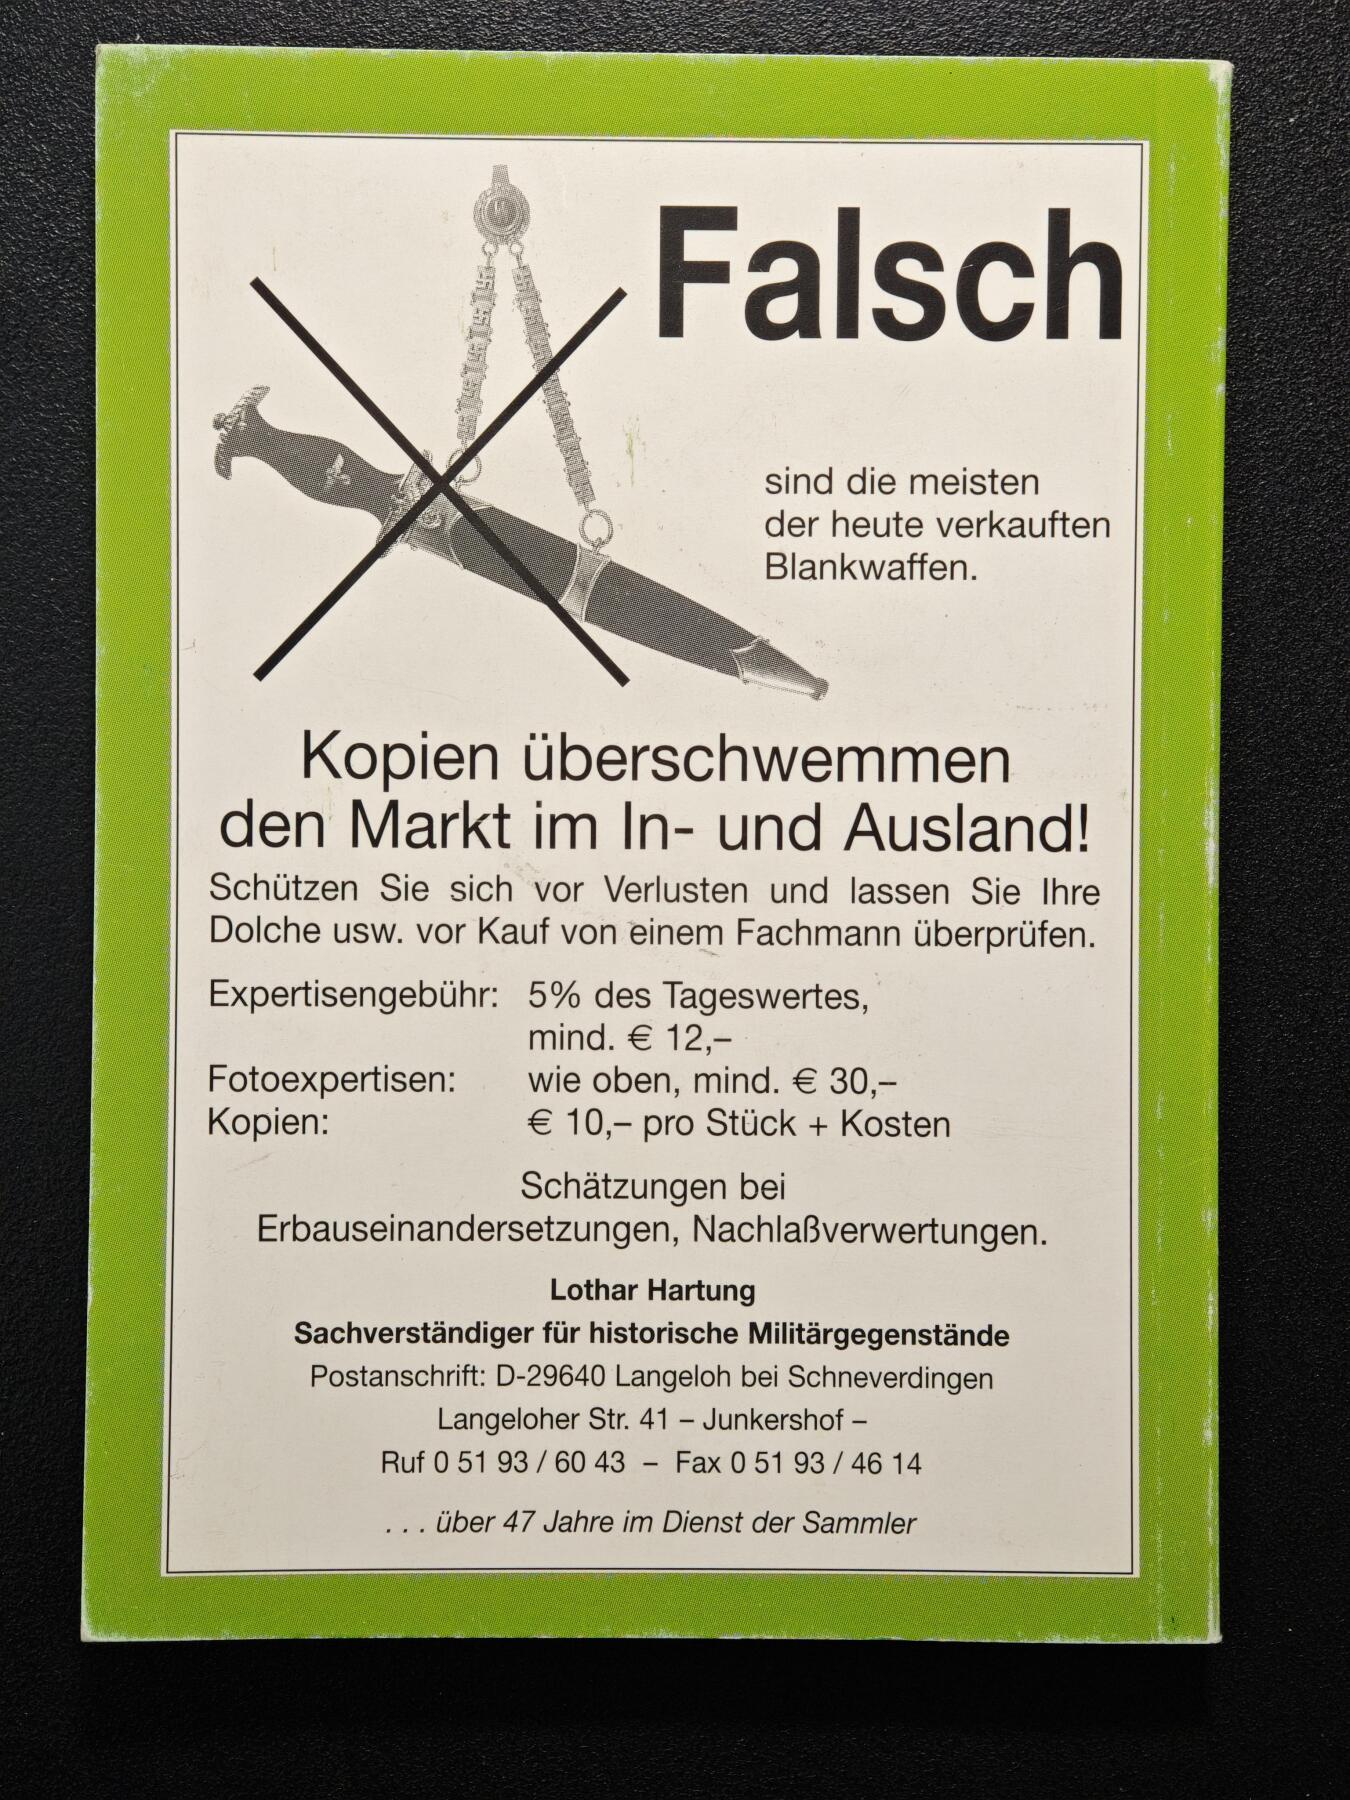 Falsch
sind die meisten
der heute verkauften
Blankwaffen.
Kopien überschwemmen
den Markt im In- und Ausland!
Schützen Sie sich vor Verlusten und lassen Sie Ihre
Dolche usw. vor Kauf von einem Fachmann überprüfen.
Expertisengebühr: 5% des Tageswertes,
mind. € 12,–
Fotoexpertisen: wie oben, mind. € 30,–
Kopien: € 10,– pro Stück + Kosten
Schätzungen bei
Erbauseinandersetzungen, Nachlaßverwertungen.
Lothar Hartung
Sachverständiger für historische Militärgegenstände
Postanschrift: D-29640 Langeloh bei Schneverdingen
Langeloher Str. 41 – Junkershof –
Ruf 0 51 93 / 60 43 – Fax 0 51 93 / 46 14
. . . über 47 Jahre im Dienst der Sammler